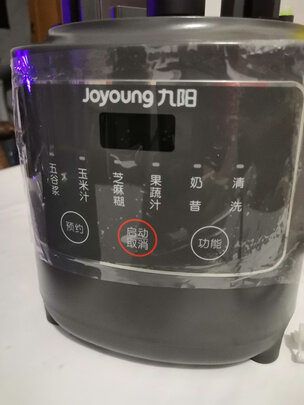 Joyoung 九阳
五谷浆
玉米汁
芝麻糊
果蔬汁
奶昔
清洗
预约
启动
取消
功能